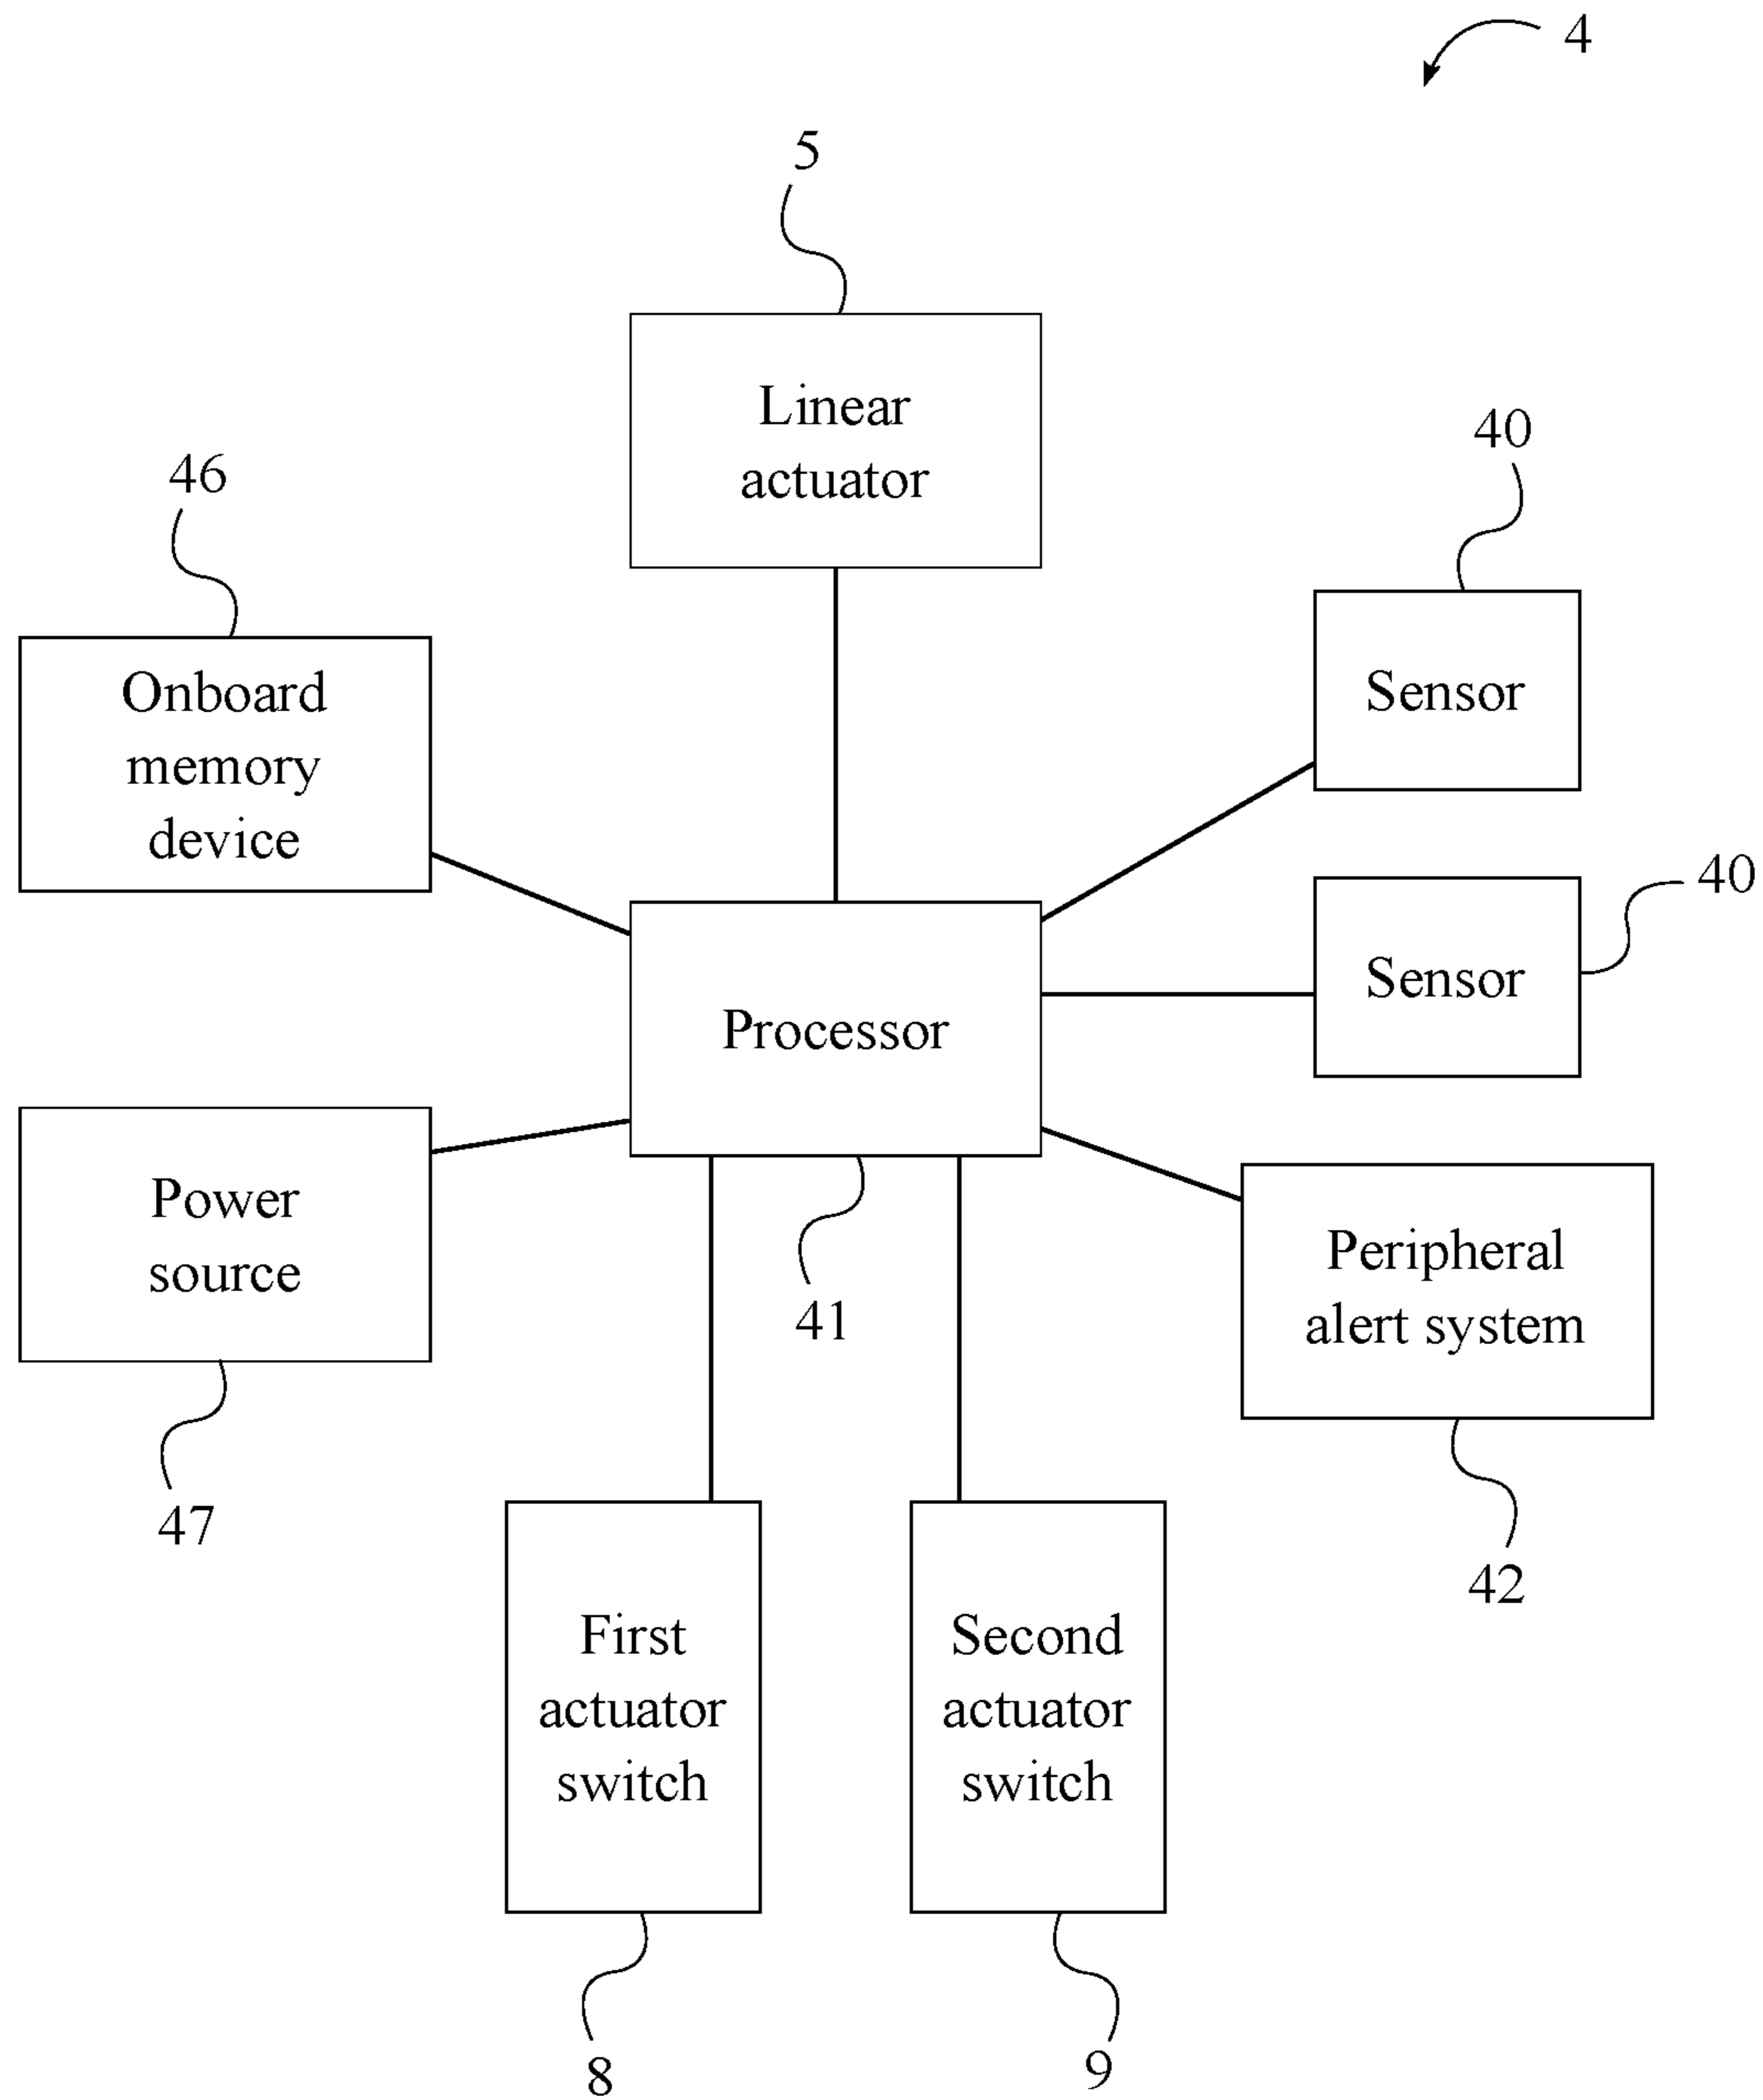 4
5
Linear
actuator
46
Onboard
memory
device
40
Sensor
40
Sensor
Processor
41
Power
source
47
Peripheral
alert system
42
First
actuator
switch
8
Second
actuator
switch
9